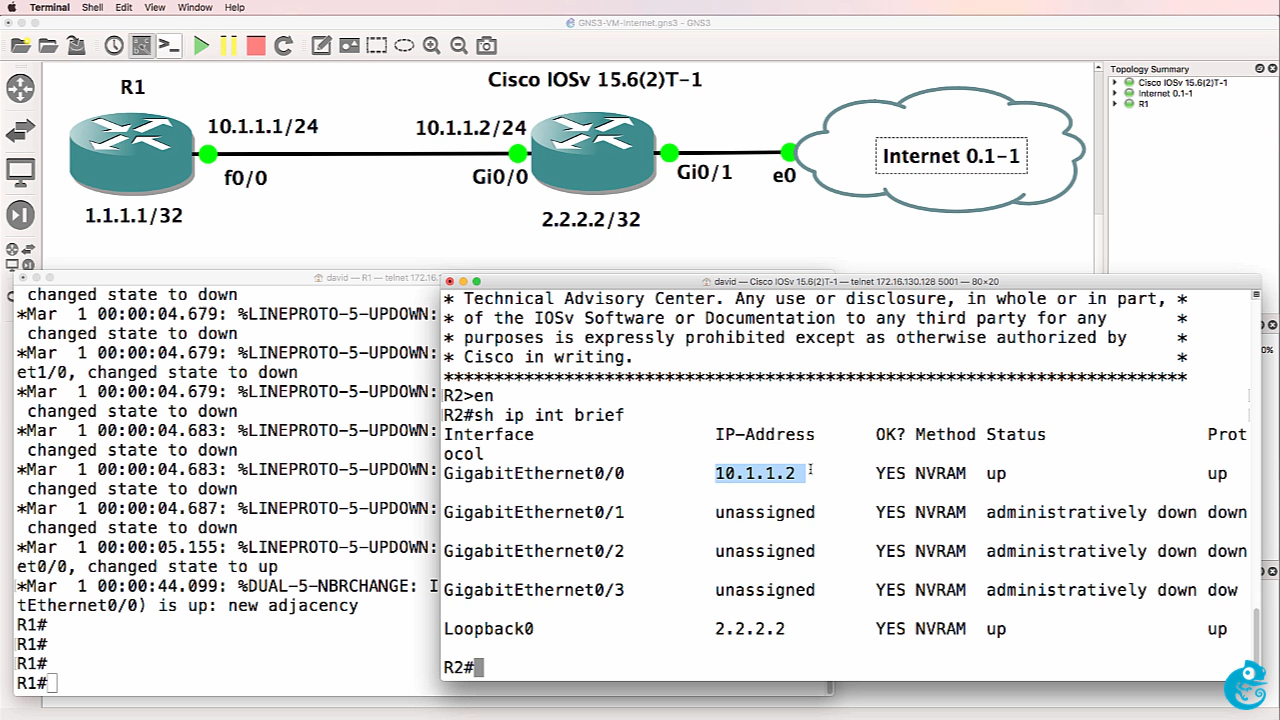 Terminal Shell Edit View Window Help
GNS3-VM-Internet.gns3 — GNS3
Topology Summary
Cisco IOSv 15.6(2)T-1
Internet 0.1-1
R1
R1
Cisco IOSv 15.6(2)T-1
10.1.1.1/24
10.1.1.2/24
Internet 0.1-1
f0/0
Gi0/0
Gi0/1
e0
1.1.1.1/32
2.2.2.2/32
david — R1 — telnet 172.16.1
changed state to down
*Mar  1 00:00:04.679: %LINEPROTO-5-UPDOWN:
changed state to down
*Mar  1 00:00:04.679: %LINEPROTO-5-UPDOWN:
et1/0, changed state to down
*Mar  1 00:00:04.679: %LINEPROTO-5-UPDOWN:
changed state to down
*Mar  1 00:00:04.683: %LINEPROTO-5-UPDOWN:
changed state to down
*Mar  1 00:00:04.683: %LINEPROTO-5-UPDOWN:
changed state to down
*Mar  1 00:00:04.687: %LINEPROTO-5-UPDOWN:
changed state to down
*Mar  1 00:00:05.155: %LINEPROTO-5-UPDOWN:
et0/0, changed state to up
*Mar  1 00:00:44.099: %DUAL-5-NBRCHANGE: I
tEthernet0/0) is up: new adjacency
R1#
R1#
R1#
R1#
david — Cisco IOSv 15.6(2)T-1 — telnet 172.16.130.128 5001 — 80×20
* Technical Advisory Center. Any use or disclosure, in whole or in part, *
* of the IOSv Software or Documentation to any third party for any       *
* purposes is expressly prohibited except as otherwise authorized by     *
* Cisco in writing.                                                      *
**************************************************************************
R2>en
R2#sh ip int brief
Interface                  IP-Address      OK? Method Status                Prot
ocol
GigabitEthernet0/0         10.1.1.2        YES NVRAM  up                    up
GigabitEthernet0/1         unassigned      YES NVRAM  administratively down down
GigabitEthernet0/2         unassigned      YES NVRAM  administratively down down
GigabitEthernet0/3         unassigned      YES NVRAM  administratively down dow
Loopback0                  2.2.2.2         YES NVRAM  up                    up
R2#
0%